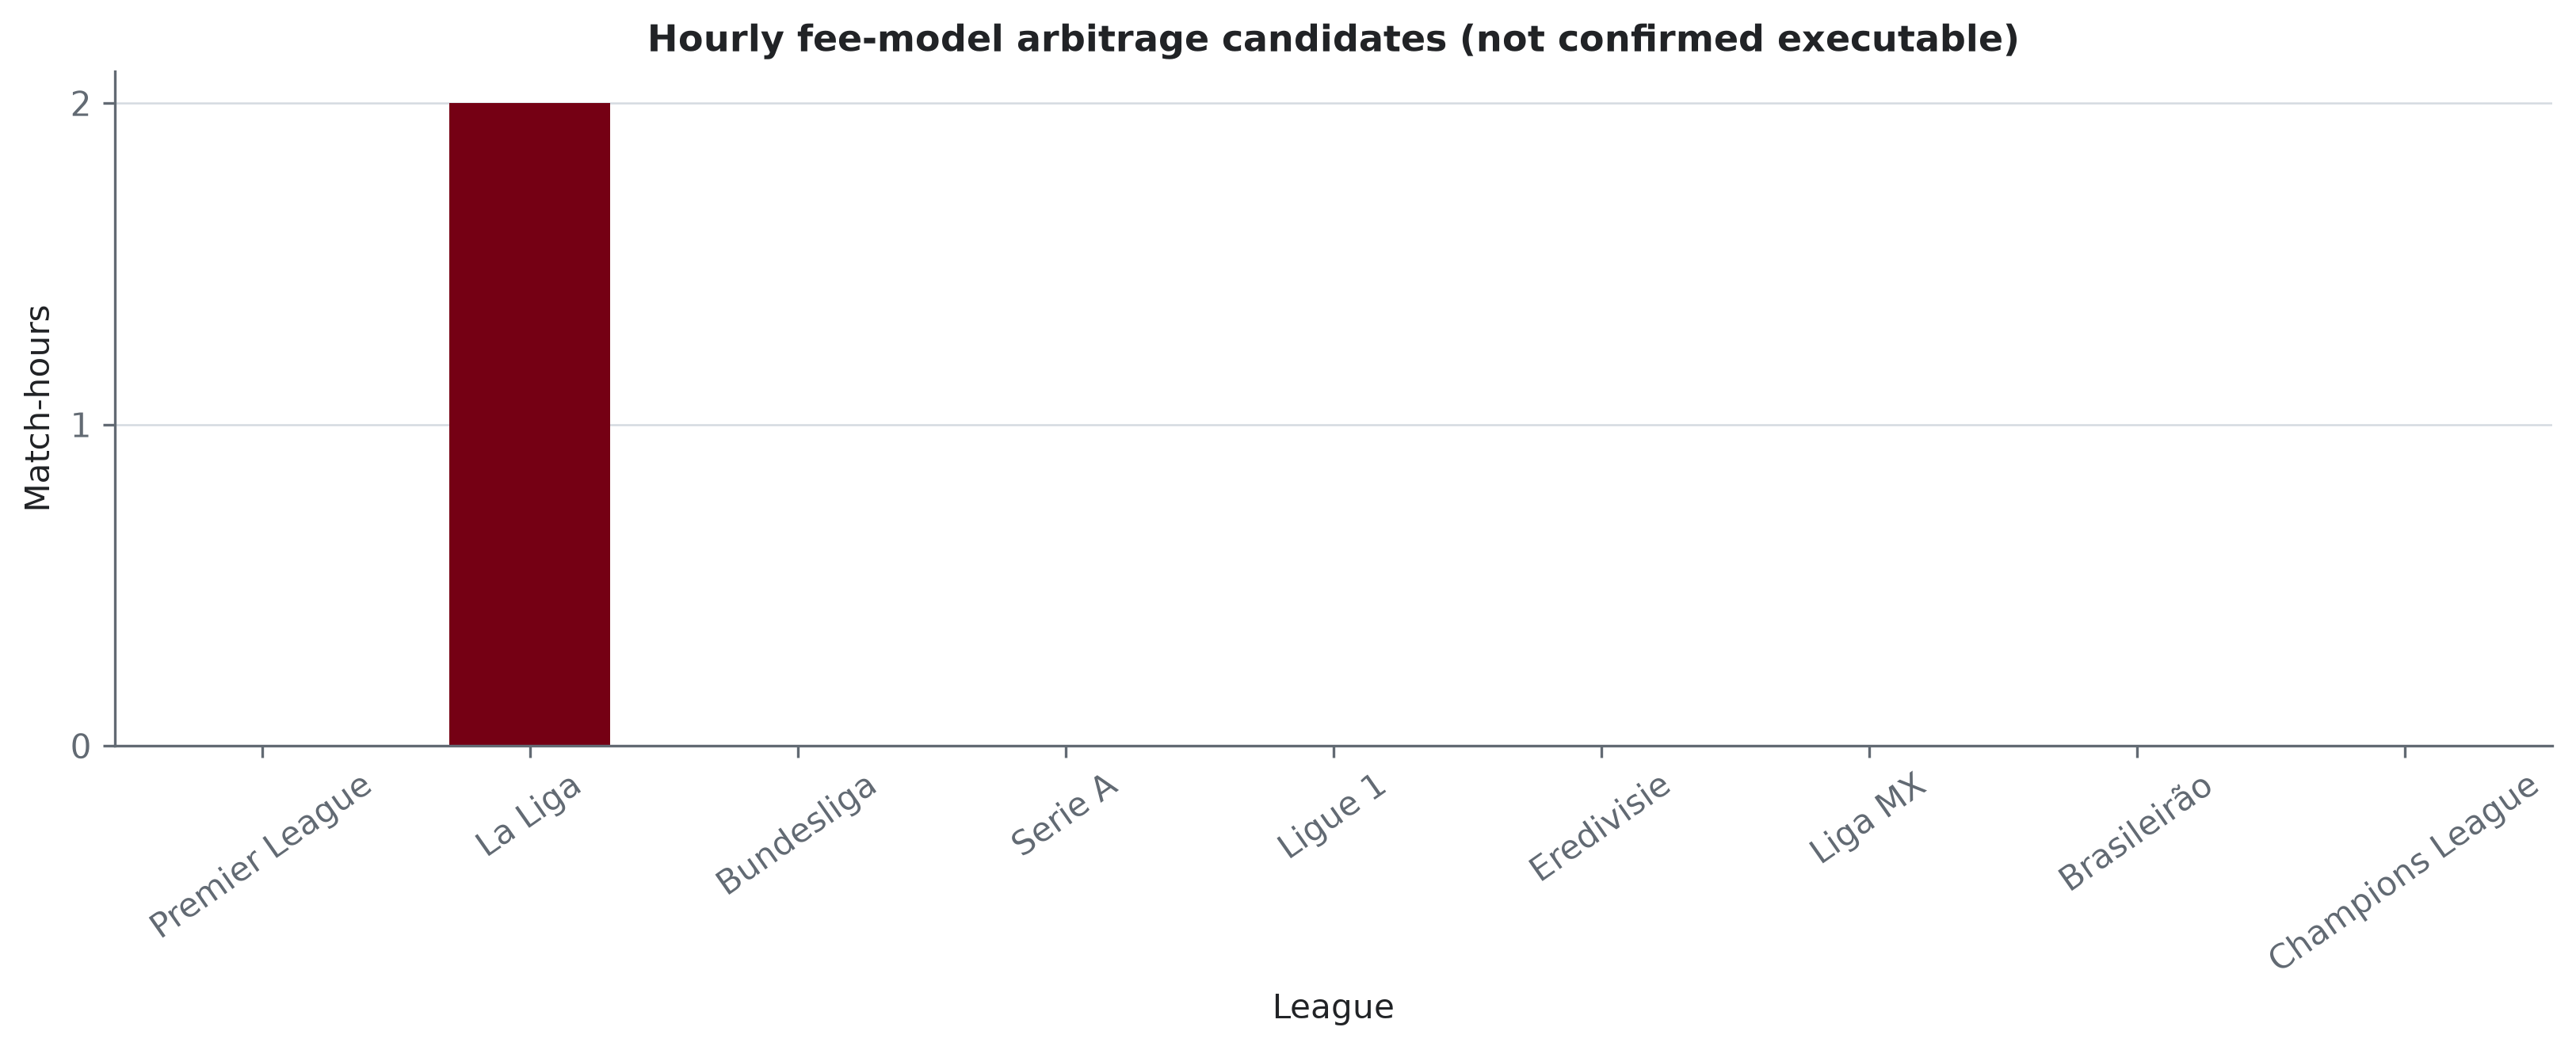 Hourly fee-model arbitrage candidates (not confirmed executable)
Match-hours
2
1
0
Premier League
La Liga
Bundesliga
Serie A
Ligue 1
Eredivisie
Liga MX
Brasileirão
Champions League
League